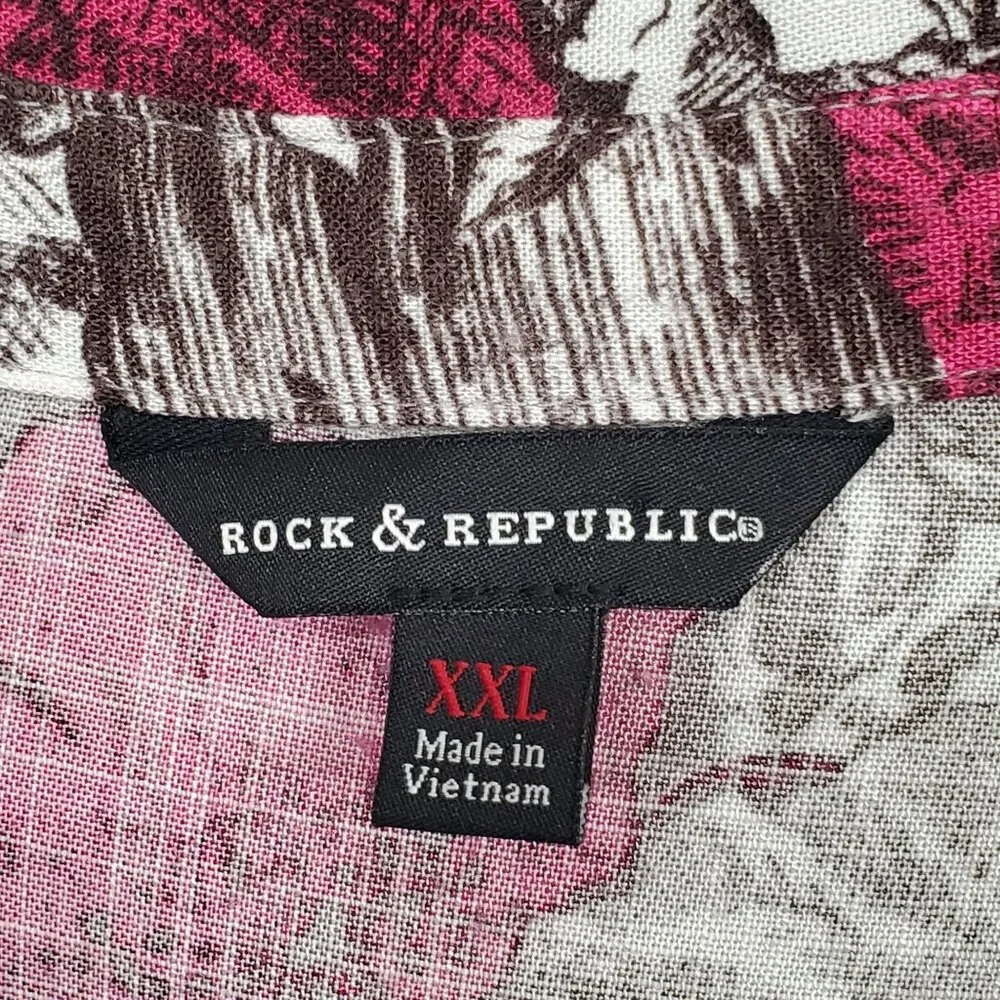 ROCK & REPUBLIC®
XXL
Made in
Vietnam